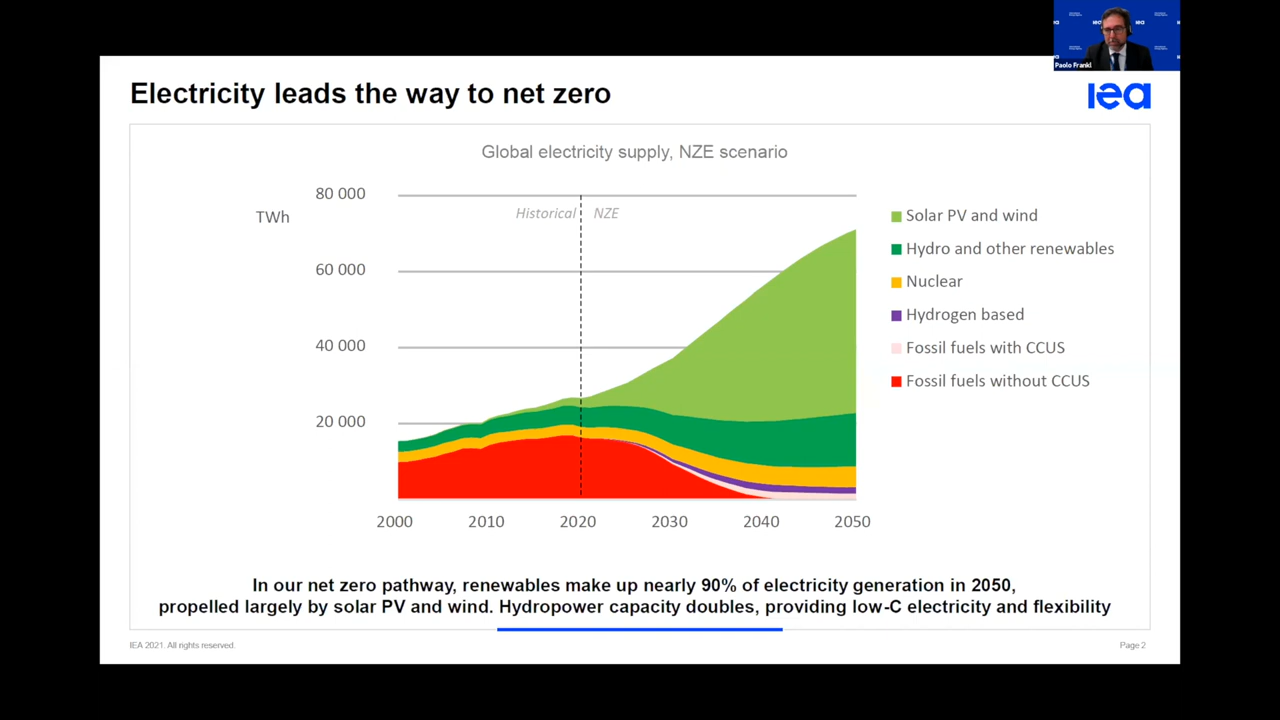 iea
Paolo Frankl
Electricity leads the way to net zero
iea
Global electricity supply, NZE scenario
80 000
TWh
Historical
NZE
60 000
40 000
20 000
2000
2010
2020
2030
2040
2050
Solar PV and wind
Hydro and other renewables
Nuclear
Hydrogen based
Fossil fuels with CCUS
Fossil fuels without CCUS
In our net zero pathway, renewables make up nearly 90% of electricity generation in 2050,
propelled largely by solar PV and wind. Hydropower capacity doubles, providing low-C electricity and flexibility
IEA 2021. All rights reserved.
Page 2